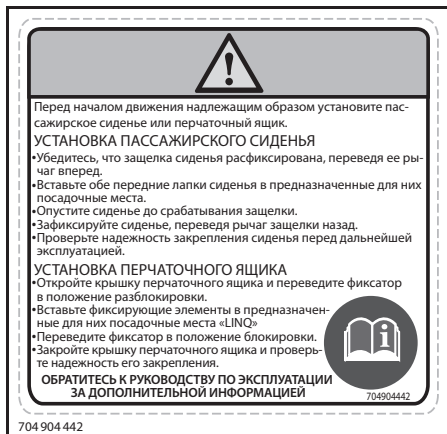 Перед началом движения надлежащим образом установите пас-
сажирское сиденье или перчаточный ящик.
УСТАНОВКА ПАССАЖИРСКОГО СИДЕНЬЯ
•Убедитесь, что защелка сиденья расфиксирована, переведя ее ры-
чаг вперед.
•Вставьте обе передние лапки сиденья в предназначенные для них
посадочные места.
•Опустите сиденье до срабатывания защелки.
•Зафиксируйте сиденье, переведя рычаг защелки назад.
•Проверьте надежность закрепления сиденья перед дальнейшей
эксплуатацией.
УСТАНОВКА ПЕРЧАТОЧНОГО ЯЩИКА
•Откройте крышку перчаточного ящика и переведите фиксатор
в положение разблокировки.
•Вставьте фиксирующие элементы в предназначен-
ные для них посадочные места «LINQ»
•Переведите фиксатор в положение блокировки.
•Закройте крышку перчаточного ящика и проверь-
те надежность его закрепления.
ОБРАТИТЕСЬ К РУКОВОДСТВУ ПО ЭКСПЛУАТАЦИИ
ЗА ДОПОЛНИТЕЛЬНОЙ ИНФОРМАЦИЕЙ
704904442
704 904 442